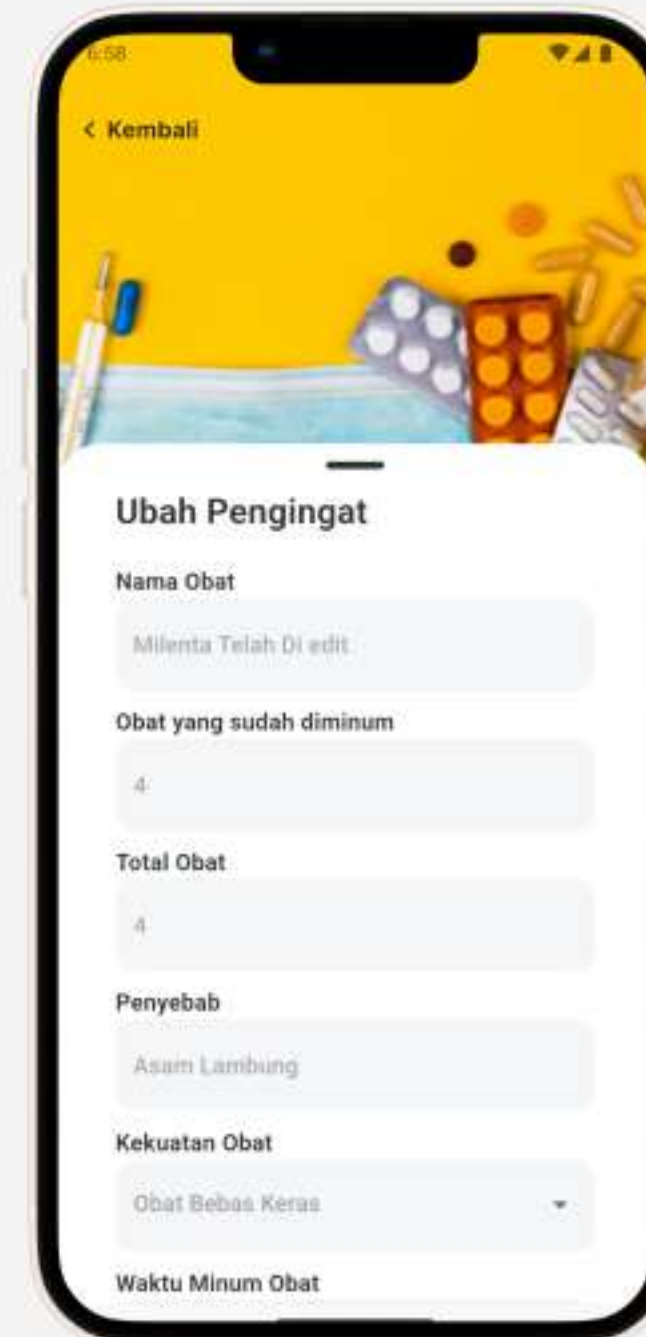 6:58
< Kembali
Ubah Pengingat
Nama Obat
Milenta Telah Di edit
Obat yang sudah diminum
4
Total Obat
4
Penyebab
Asam Lambung
Kekuatan Obat
Obat Bebas Keras
Waktu Minum Obat